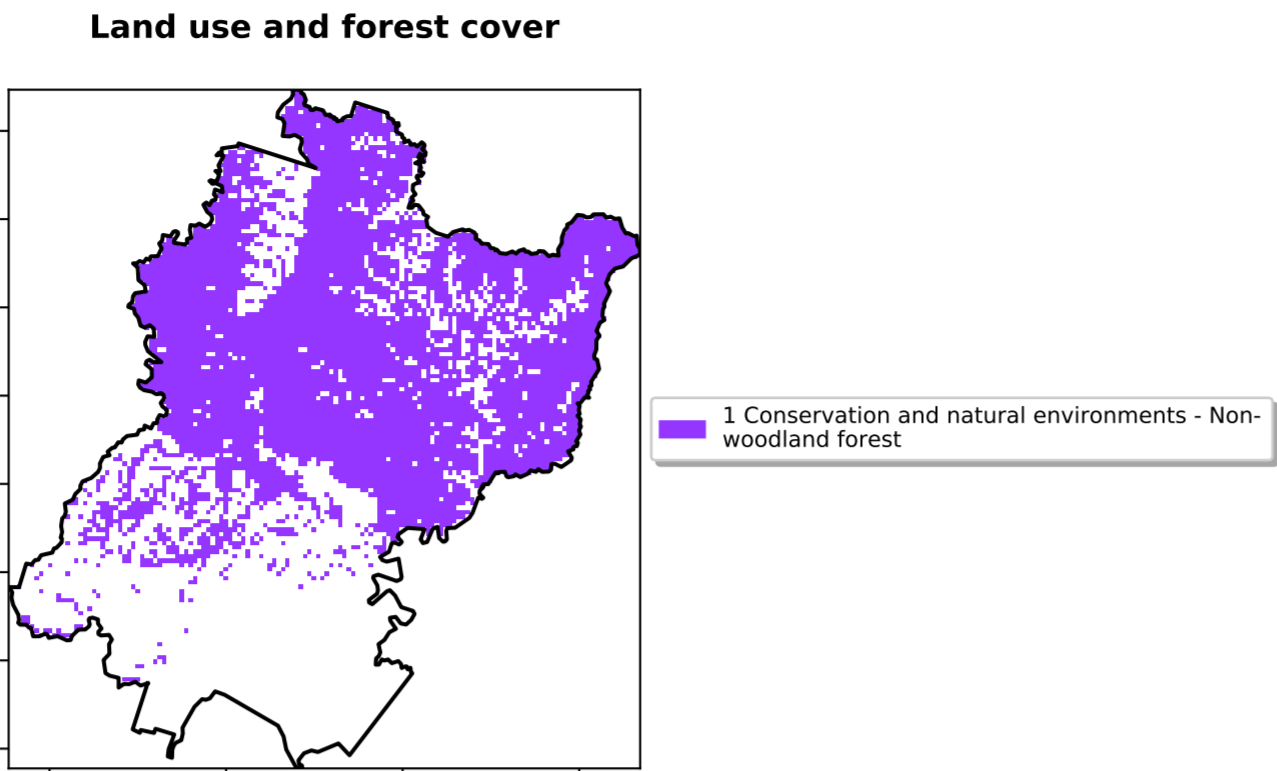 Land use and forest cover
1 Conservation and natural environments - Non-
woodland forest